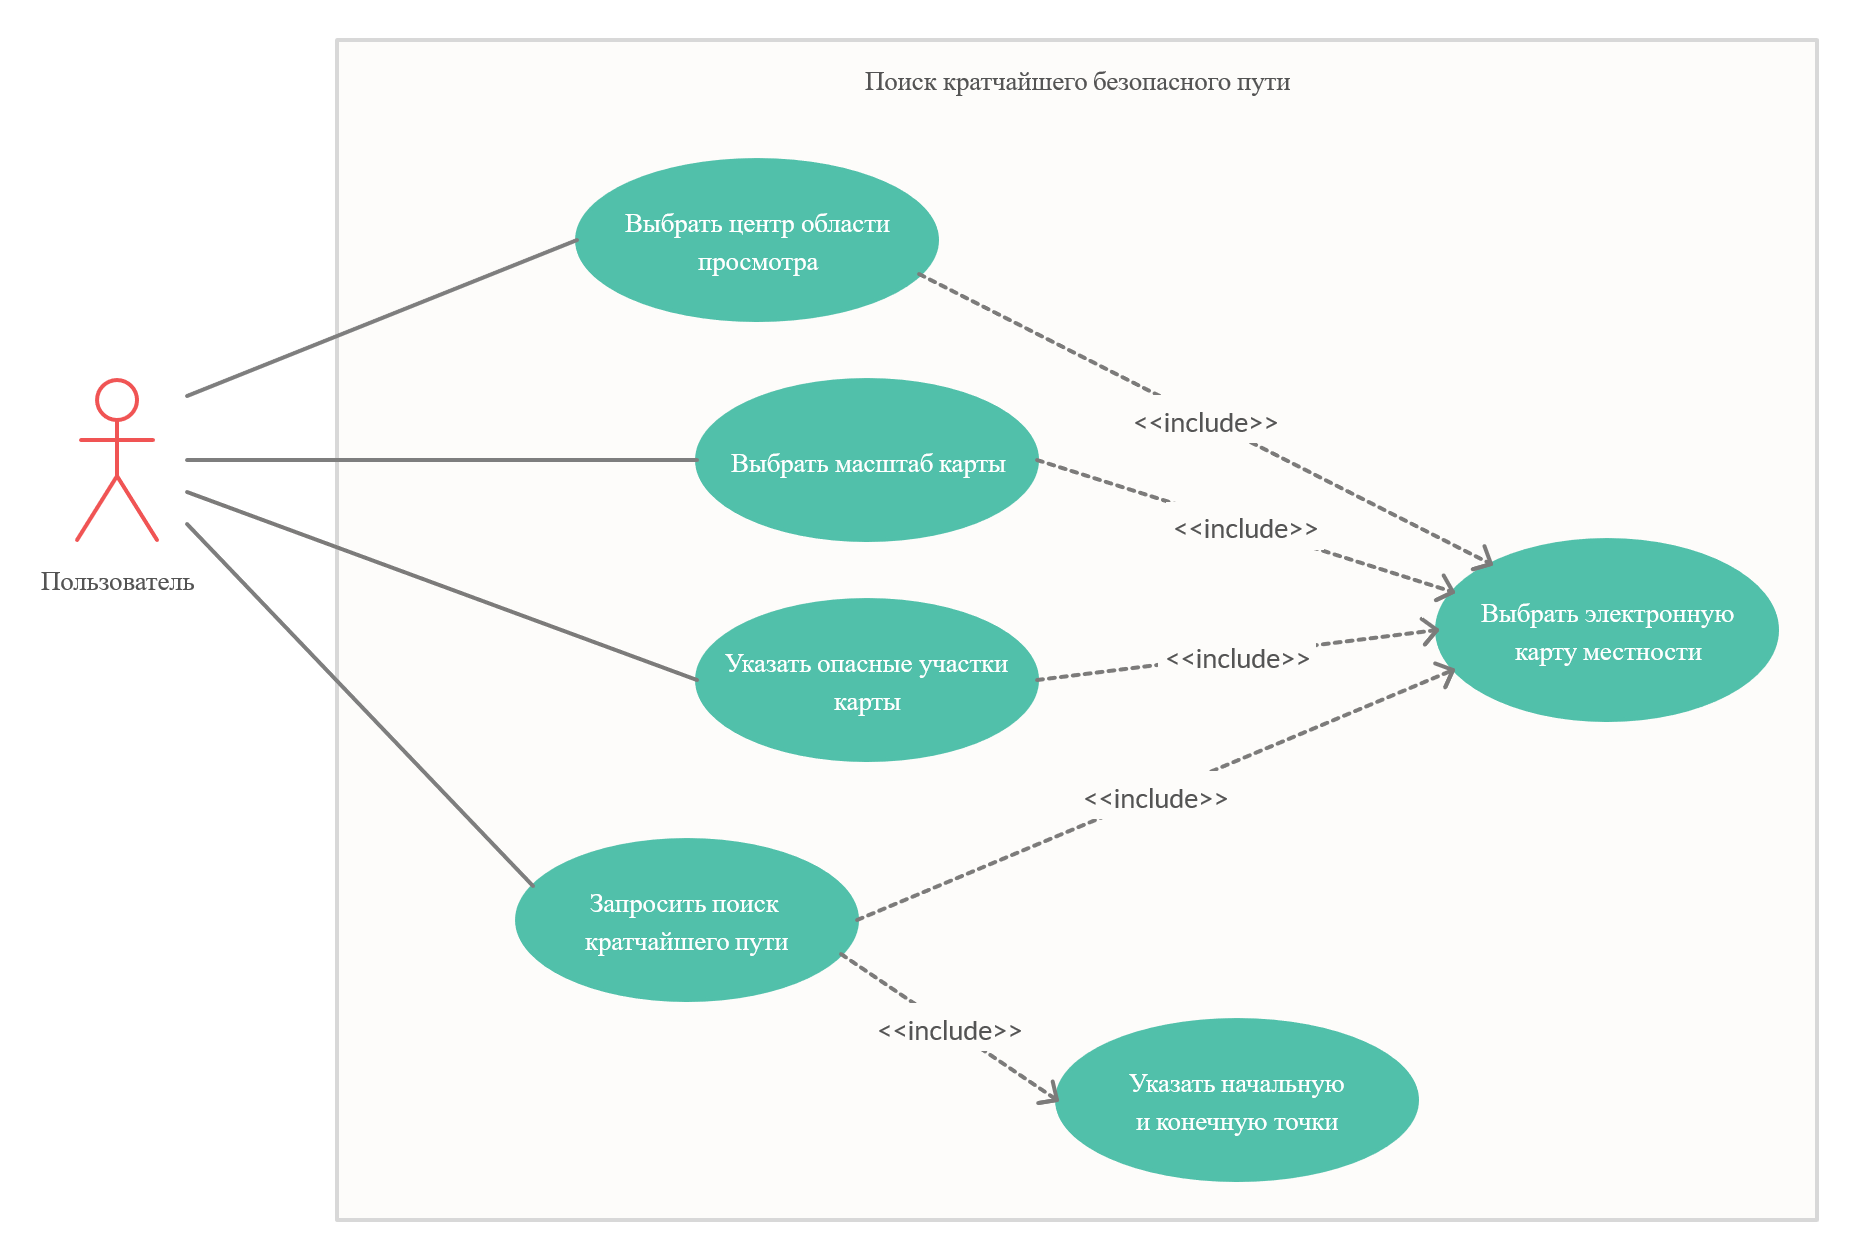 Поиск кратчайшего безопасного пути
Выбрать центр области
просмотра
<<include>>
Выбрать масштаб карты
<<include>>
Пользователь
Выбрать электронную
карту местности
Указать опасные участки
карты
<<include>>
<<include>>
Запросить поиск
кратчайшего пути
<<include>>
Указать начальную
и конечную точки